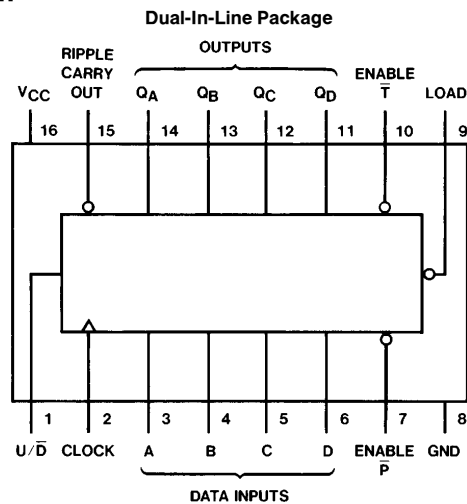 Dual-In-Line Package
OUTPUTS
RIPPLE
CARRY
OUT
VCC
QA
QB
QC
QD
ENABLE
T̅
LOAD
16
15
14
13
12
11
10
9
1
2
3
4
5
6
7
8
U/D̅
CLOCK
A
B
C
D
ENABLE
P̅
GND
DATA INPUTS